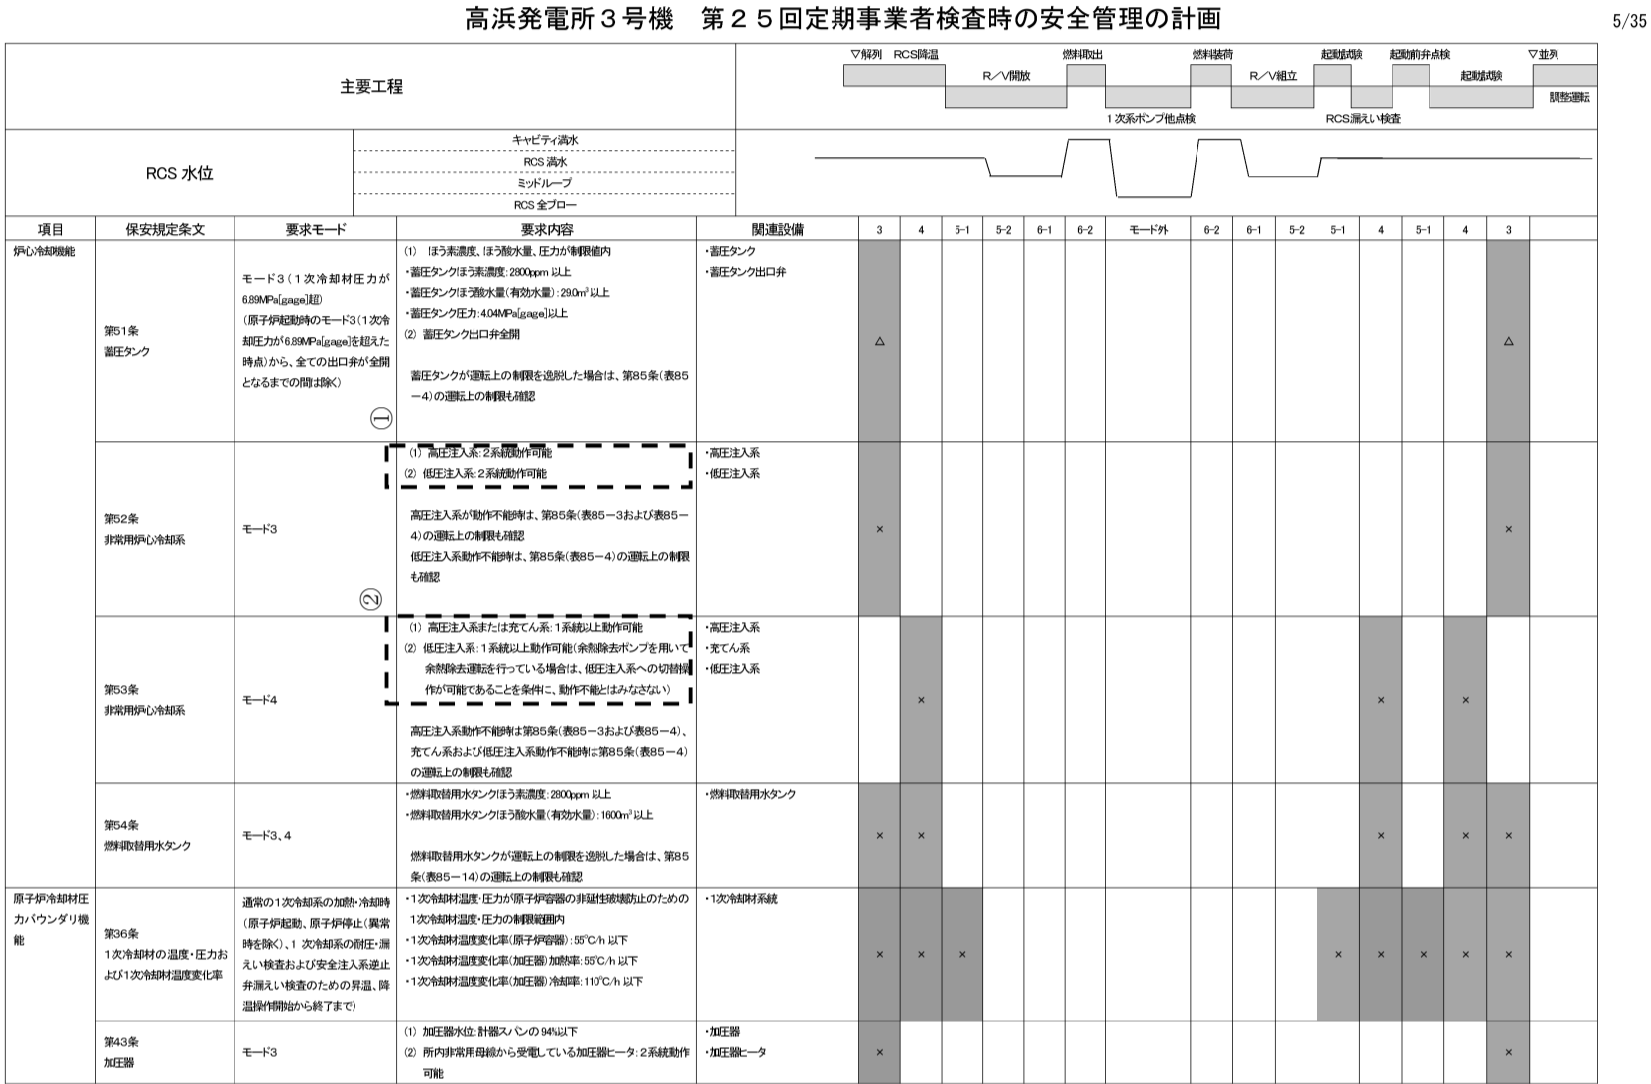 高浜発電所３号機　第２５回定期事業者検査時の安全管理の計画
5/35
主要工程
▽解列
RCS降温
燃料取出
燃料装荷
起動試験
起動前弁点検
▽並列
R／V開放
R／V組立
起動試験
調整運転
１次系ポンプ他点検
RCS漏えい検査
RCS 水位
キャビティ満水
RCS 満水
ミッドループ
RCS 全ブロー
項目 保安規定条文 要求モード 要求内容 関連設備 3 4 5-1 5-2 6-1 6-2 モード外 6-2 6-1 5-2 5-1 4 5-1 4 3
炉心冷却機能
第51条
蓄圧タンク
モード３（１次冷却材圧力が
6.89MPa[gage]超）
（原子炉起動時のモード3（１次冷
却圧力が6.89MPa[gage]を超えた
時点）から、全ての出口弁が全開
となるまでの間は除く）
(1)　ほう素濃度、ほう酸水量、圧力が制限値内
・蓄圧タンクほう素濃度：2800ppm 以上
・蓄圧タンクほう酸水量（有効水量）：29.0m³以上
・蓄圧タンク圧力：4.04MPa[gage]以上
(2)　蓄圧タンク出口弁全開
蓄圧タンクが運転上の制限を逸脱した場合は、第85条（表85
－4）の運転上の制限も確認
・蓄圧タンク
・蓄圧タンク出口弁
△ △
①
第52条
非常用炉心冷却系
モード3
(1)　高圧注入系：２系統動作可能
(2)　低圧注入系：２系統動作可能
高圧注入系が動作不能時は、第85条（表85－3および表85－
4）の運転上の制限も確認
低圧注入系動作不能時は、第85条（表85－4）の運転上の制限
も確認
・高圧注入系
・低圧注入系
× ×
②
第53条
非常用炉心冷却系
モード4
(1)　高圧注入系または充てん系：１系統以上動作可能
(2)　低圧注入系：１系統以上動作可能（余熱除去ポンプを用いて
余熱除去運転を行っている場合は、低圧注入系への切替操
作が可能であることを条件に、動作不能とはみなさない）
高圧注入系動作不能時は第85条（表85－3および表85－4）、
充てん系および低圧注入系動作不能時は第85条（表85－4）
の運転上の制限も確認
・高圧注入系
・充てん系
・低圧注入系
× × ×
第54条
燃料取替用水タンク
モード3、4
・燃料取替用水タンクほう素濃度：2800ppm 以上
・燃料取替用水タンクほう酸水量（有効水量）：1600m³以上
燃料取替用水タンクが運転上の制限を逸脱した場合は、第85
条（表85－14）の運転上の制限も確認
・燃料取替用水タンク
× × × × ×
原子炉冷却材圧
力バウンダリ機
能
第36条
１次冷却材の温度・圧力お
よび１次冷却材温度変化率
通常の１次冷却系の加熱・冷却時
（原子炉起動、原子炉停止（異常
時を除く）、１次冷却系の耐圧・漏
えい検査および安全注入系逆止
弁漏えい検査のための昇温、降
温操作開始から終了まで）
・１次冷却材温度・圧力が原子炉容器の非延性破壊防止のための
１次冷却材温度・圧力の制限範囲内
・１次冷却材温度変化率（原子炉容器）：55℃/h 以下
・１次冷却材温度変化率（加圧器）加熱率：55℃/h 以下
・１次冷却材温度変化率（加圧器）冷却率：110℃/h 以下
・１次冷却材系統
× × × × × × × ×
第43条
加圧器
モード3
(1)　加圧器水位：計器スパンの 94%以下
(2)　所内非常用母線から受電している加圧器ヒータ：２系統動作
可能
・加圧器
・加圧器ヒータ
× ×